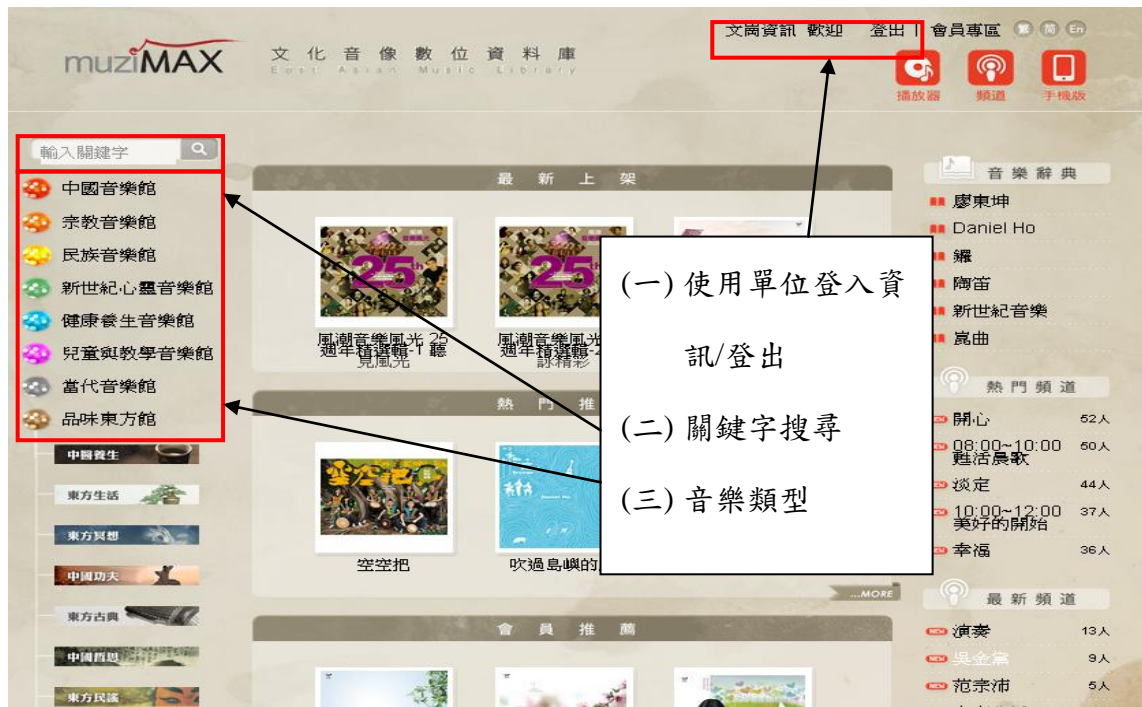 文崗資訊 歡迎 登出 | 會員專區 繁 简 En
muziMAX 文化音像數位資料庫
East Asian Music Library
播放器 頻道 手機版
輸入關鍵字
中國音樂館
宗教音樂館
民族音樂館
新世紀心靈音樂館
健康養生音樂館
兒童與教學音樂館
當代音樂館
品味東方館
中醫養生
東方生活
東方冥想
中國功夫
東方古典
中國哲思
東方民謠
最新上架
25th
25th
風潮音樂風光 25
週年精選輯-1 聽
見風光
風潮音樂風光
週年精選輯-2
詠精彩
熱門推
空空把
吹過島嶼的
...MORE
會員推薦
(一) 使用單位登入資
訊/登出
(二) 關鍵字搜尋
(三) 音樂類型
音樂辭典
廖東坤
Daniel Ho
鑼
陶笛
新世紀音樂
崑曲
熱門頻道
開心 52人
08:00~10:00 50人
甦活晨歌
淡定 44人
10:00~12:00 37人
美好的開始
幸福 36人
最新頻道
演奏 13人
吳金黛 9人
范宗沛 5人